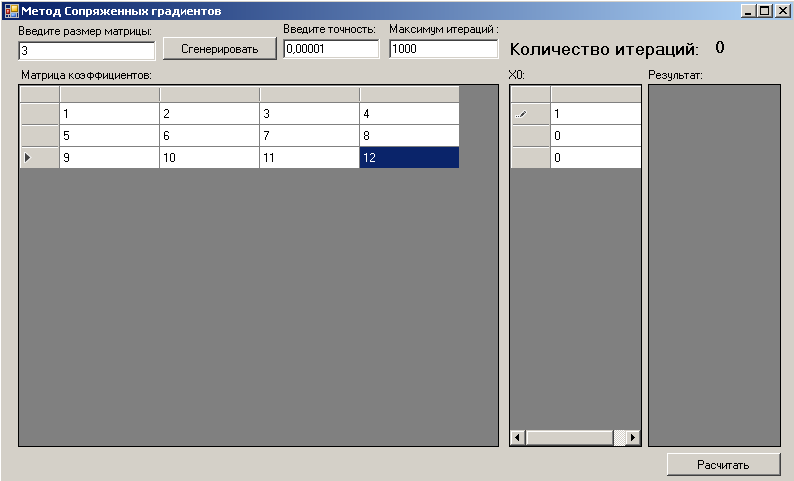 Метод Сопряженных градиентов
Введите размер матрицы:
3
Сгенерировать
Введите точность:
0,00001
Максимум итераций :
1000
Количество итераций: 0
Матрица коэффициентов:
1 2 3 4
5 6 7 8
9 10 11 12
X0:
1
0
0
Результат:
Расчитать